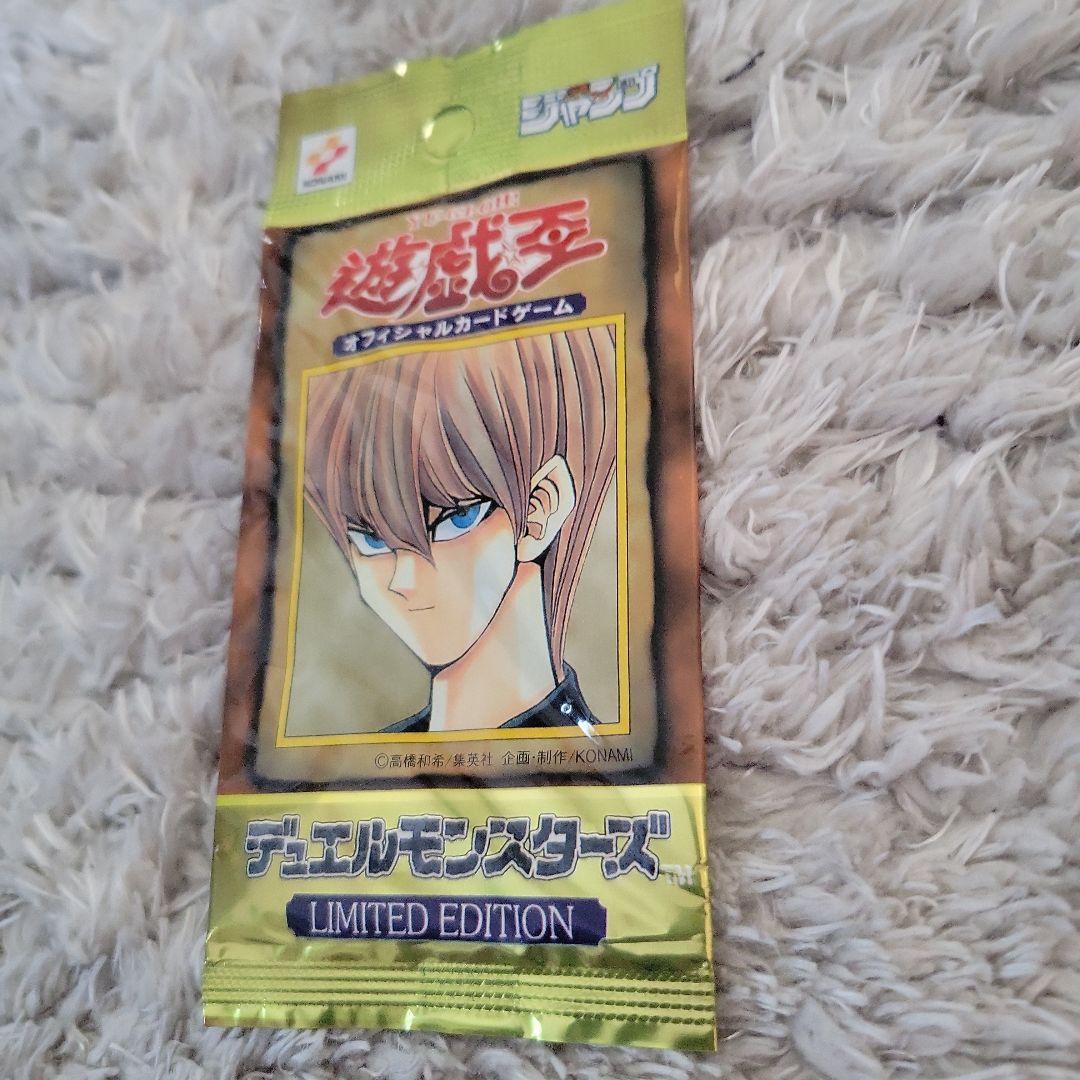 KONAMI
ジャンプ
YU-GI-OH!
遊戯王
オフィシャルカードゲーム
©高橋和希/集英社 企画・制作/KONAMI
デュエルモンスターズ™
LIMITED EDITION